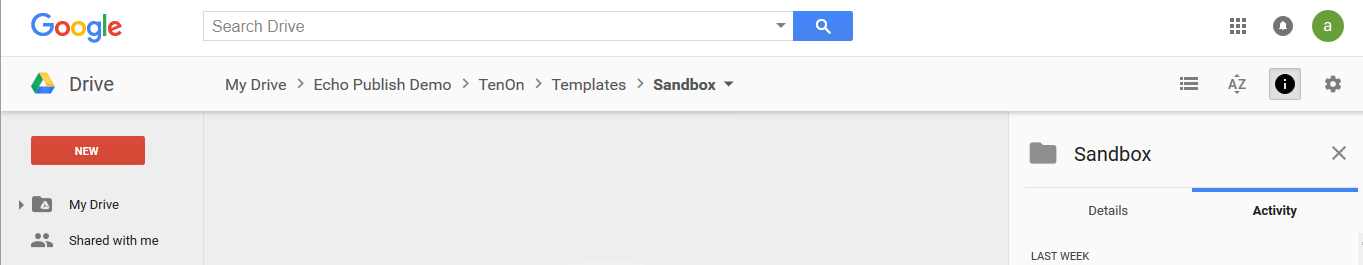 Google Search Drive a
Drive My Drive Echo Publish Demo TenOn Templates Sandbox AZ i
NEW
Sandbox
My Drive
Details Activity
Shared with me
LAST WEEK